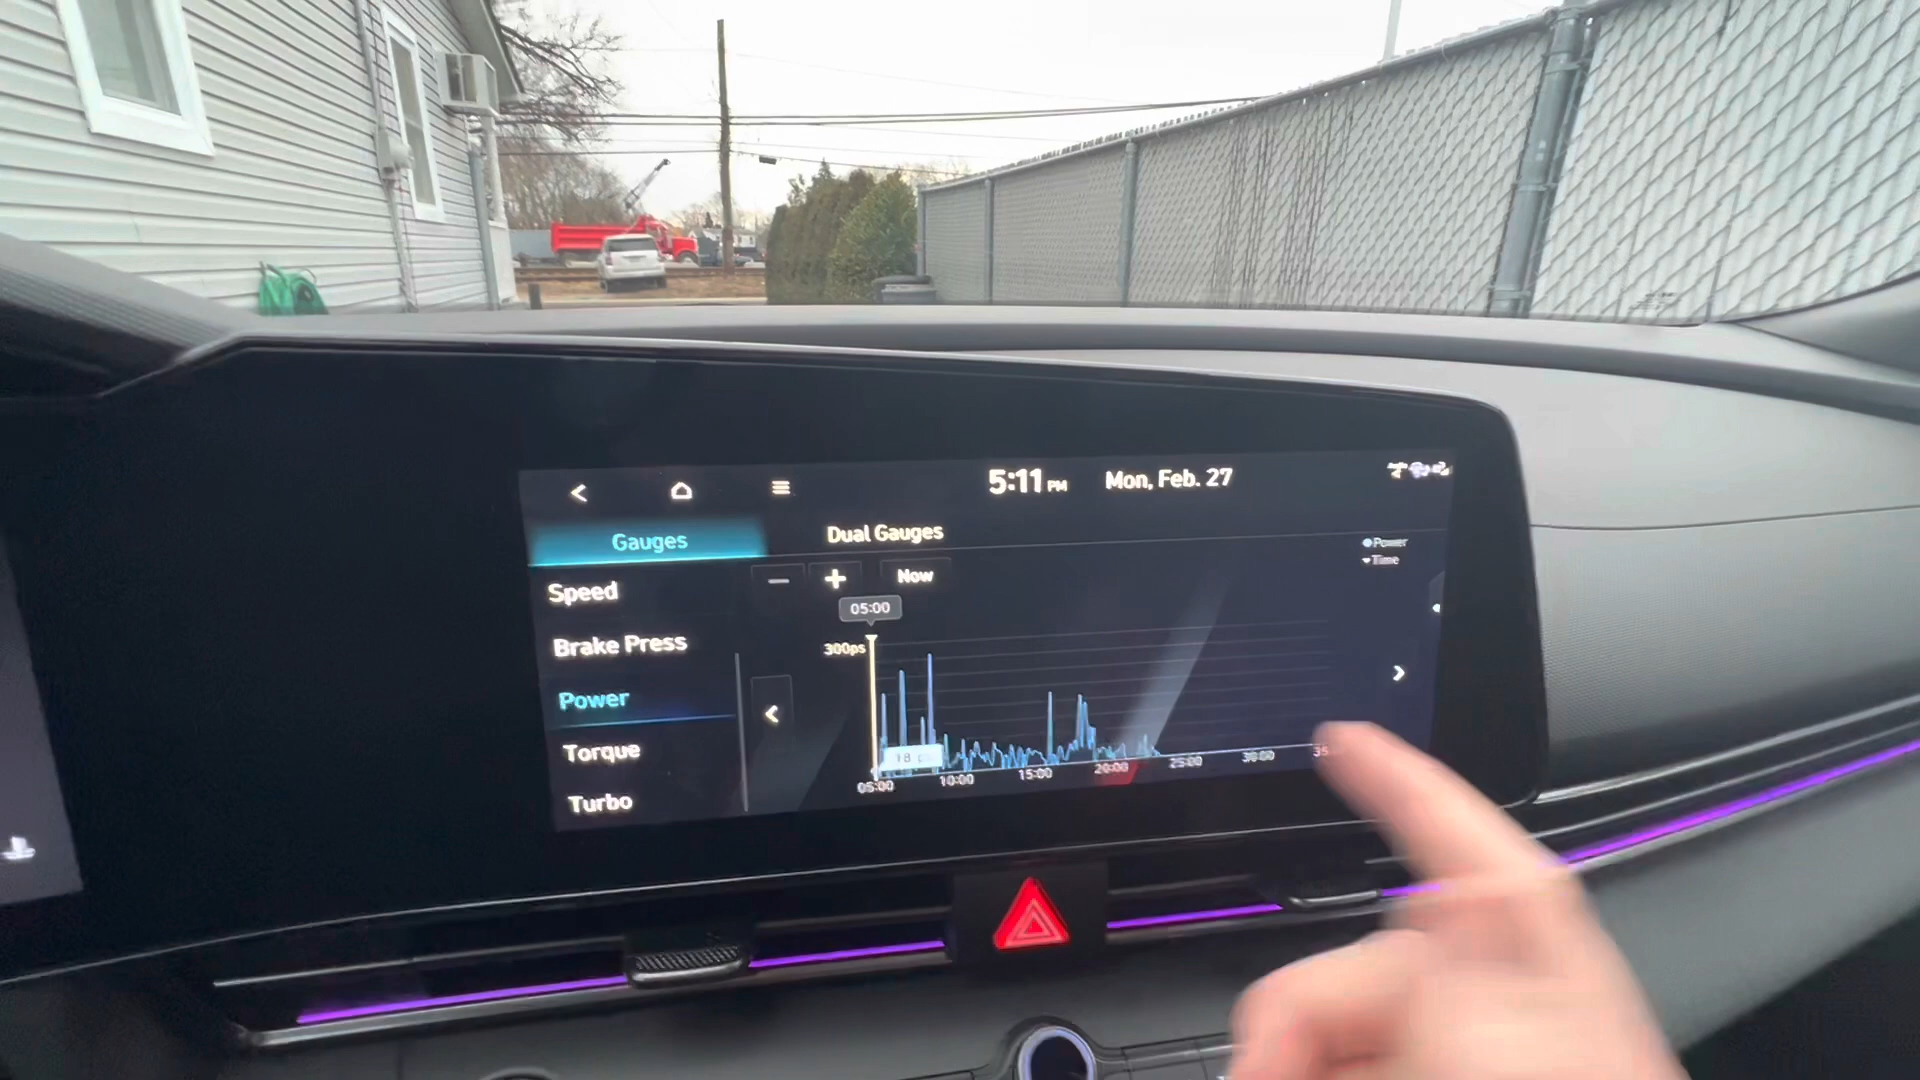 5:11 PM Mon, Feb. 27
Gauges
Dual Gauges
Power
Time
Speed
Now
05:00
Brake Press
300ps
Power
Torque
18
05:00 10:00 15:00 20:00 25:00 30:00
Turbo